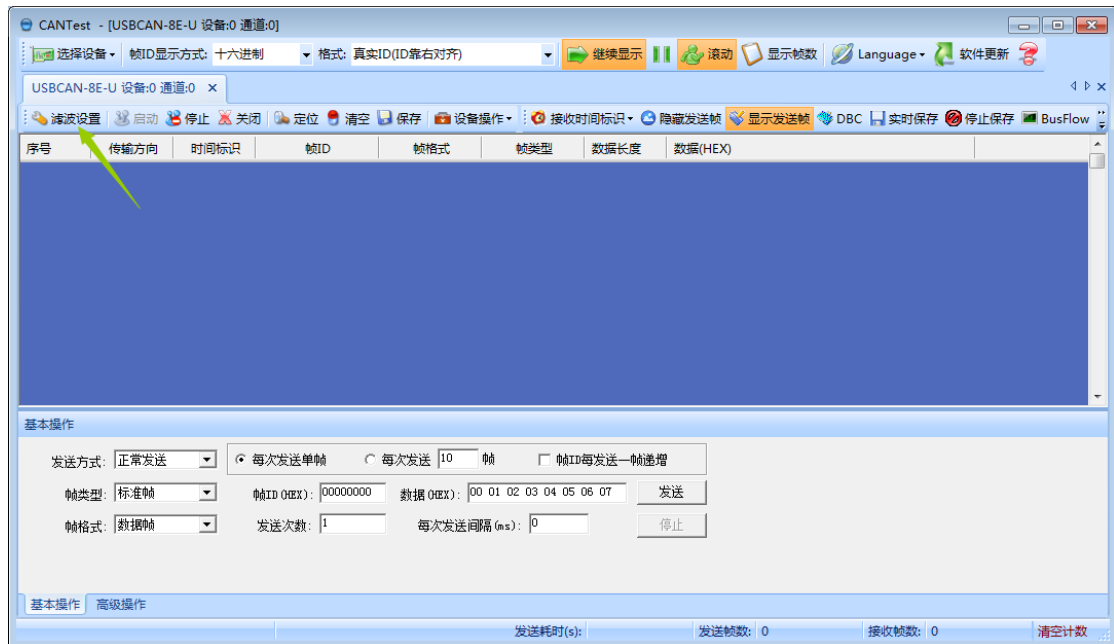 CANTest - [USBCAN-8E-U 设备:0 通道:0]
选择设备 帧ID显示方式: 十六进制 格式: 真实ID(ID靠右对齐) 继续显示 滚动 显示帧数 Language 软件更新
USBCAN-8E-U 设备:0 通道:0
滤波设置 启动 停止 关闭 定位 清空 保存 设备操作 接收时间标识 隐藏发送帧 显示发送帧 DBC 实时保存 停止保存 BusFlow
序号 传输方向 时间标识 帧ID 帧格式 帧类型 数据长度 数据(HEX)
基本操作
发送方式: 正常发送 每次发送单帧 每次发送 10 帧 帧ID每发送一帧递增
帧类型: 标准帧 帧ID(HEX): 00000000 数据(HEX): 00 01 02 03 04 05 06 07 发送
帧格式: 数据帧 发送次数: 1 每次发送间隔(ms): 0 停止
基本操作 高级操作
发送耗时(s): 发送帧数: 0 接收帧数: 0 清空计数